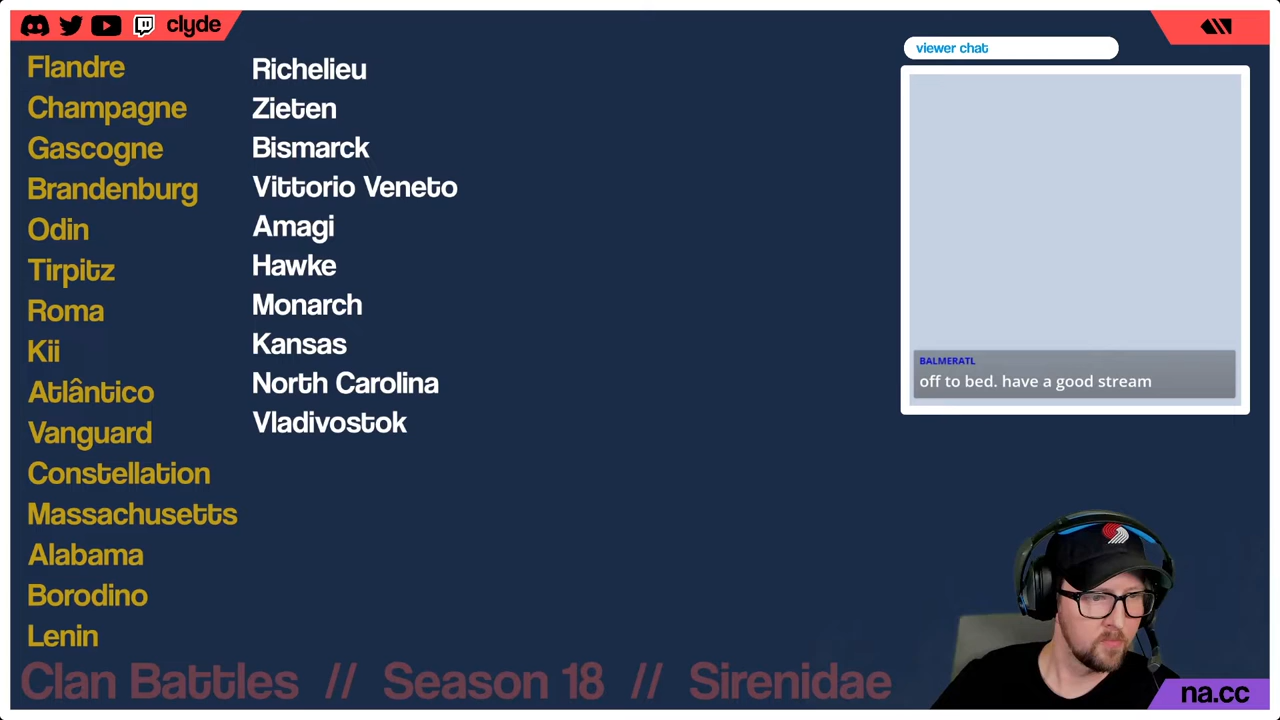 clyde
Flandre
Champagne
Gascogne
Brandenburg
Odin
Tirpitz
Roma
Kii
Atlântico
Vanguard
Constellation
Massachusetts
Alabama
Borodino
Lenin
Richelieu
Zieten
Bismarck
Vittorio Veneto
Amagi
Hawke
Monarch
Kansas
North Carolina
Vladivostok
viewer chat
BALMERATL
off to bed. have a good stream
Clan Battles // Season 18 // Sirenidae
na.cc